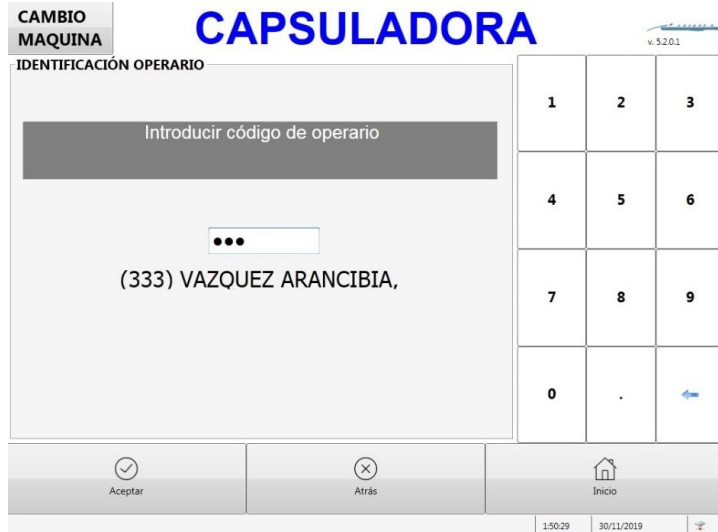 CAMBIO
MAQUINA
CAPSULADORA
v. 5.2.0.1
IDENTIFICACIÓN OPERARIO
Introducir código de operario
●●●
(333) VAZQUEZ ARANCIBIA,
1 2 3
4 5 6
7 8 9
0 .
Aceptar Atrás Inicio
1:50:29 30/11/2019